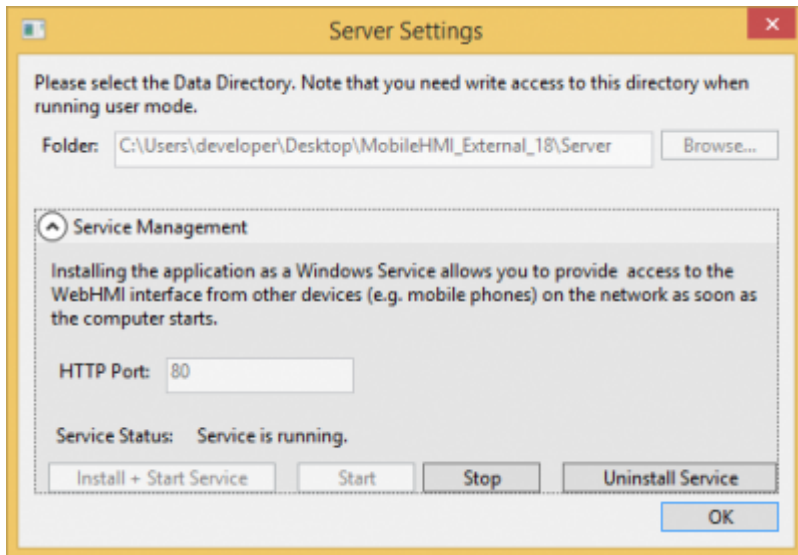 Server Settings
Please select the Data Directory. Note that you need write access to this directory when
running user mode.
Folder: C:\Users\developer\Desktop\MobileHMI_External_18\Server Browse...
Service Management
Installing the application as a Windows Service allows you to provide access to the
WebHMI interface from other devices (e.g. mobile phones) on the network as soon as
the computer starts.
HTTP Port: 80
Service Status: Service is running.
Install + Start Service Start Stop Uninstall Service
OK